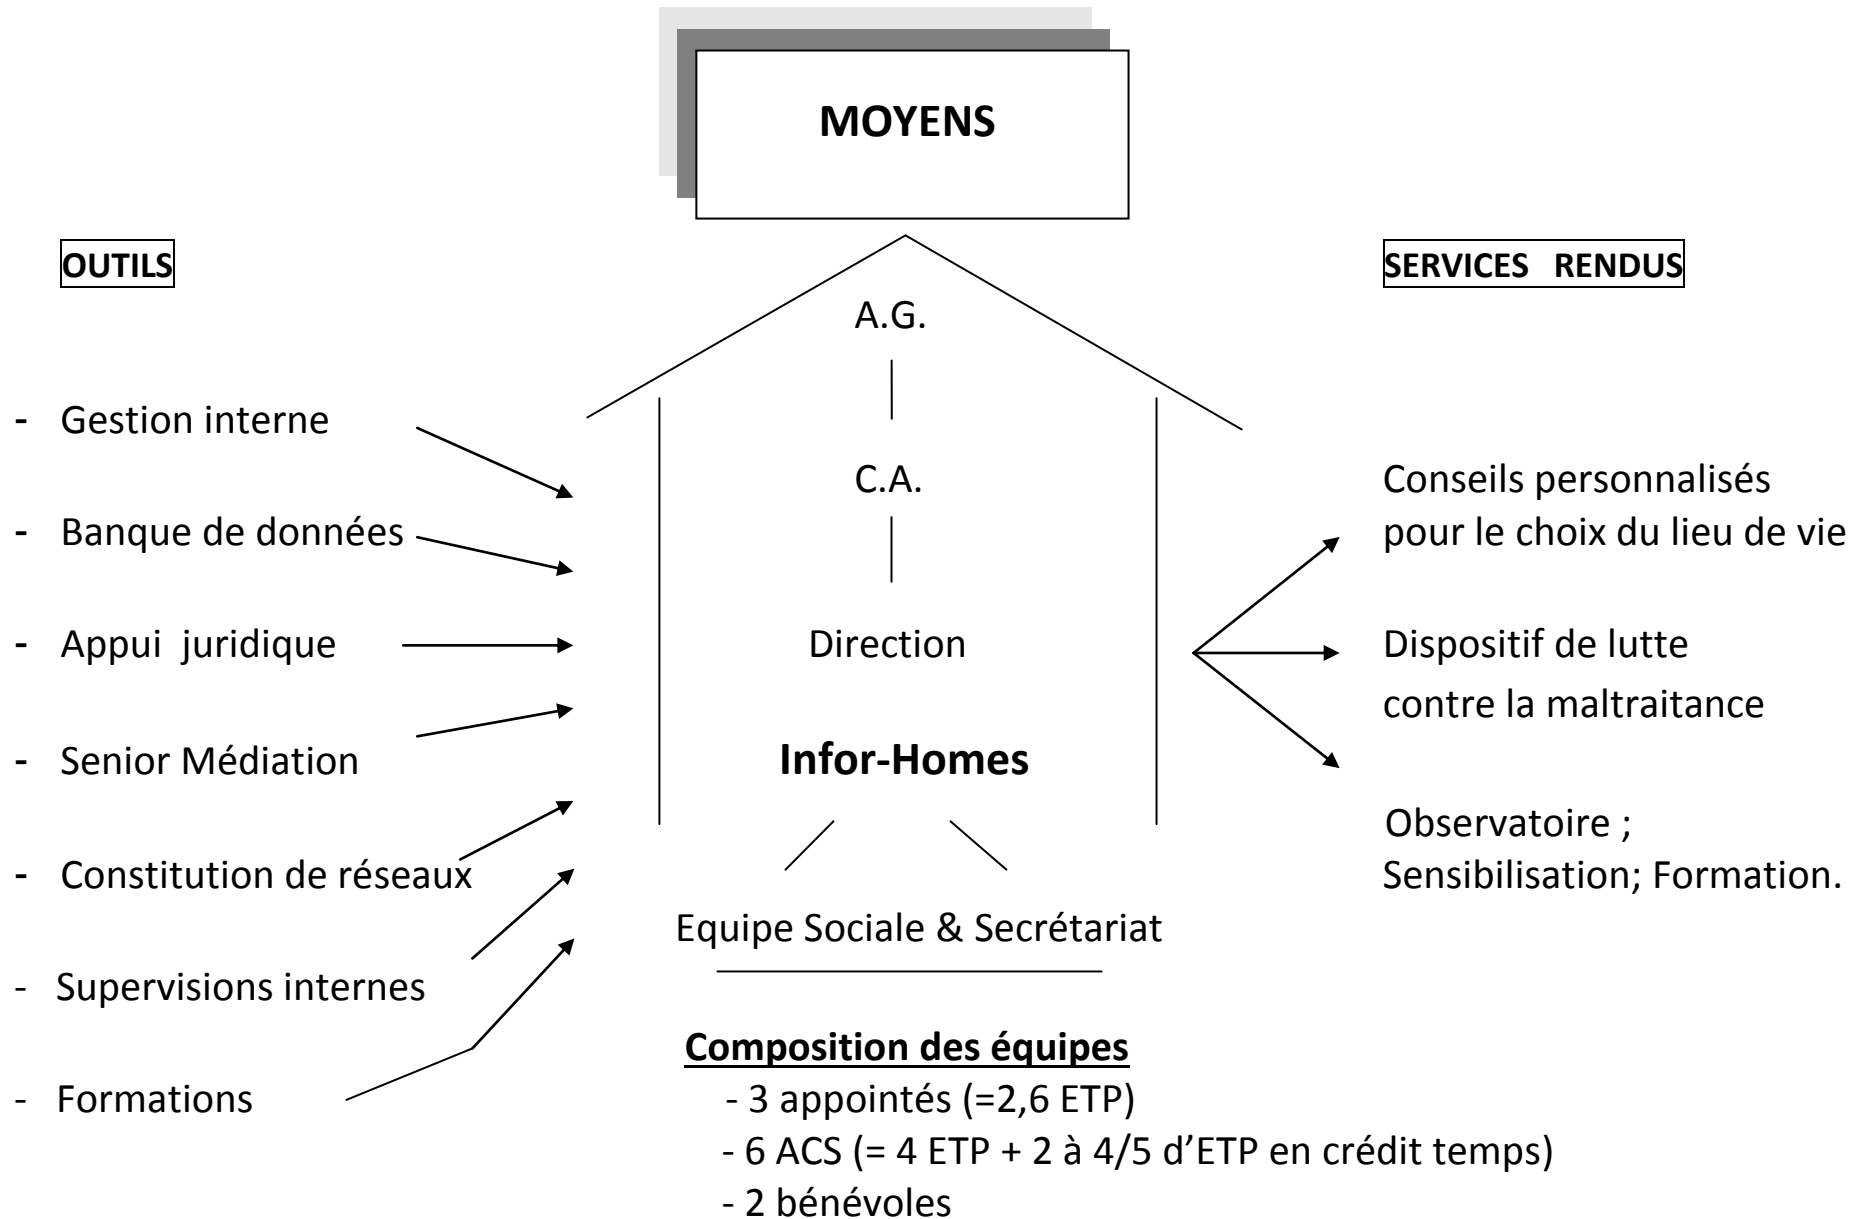 MOYENS
OUTILS
- Gestion interne
- Banque de données
- Appui juridique
- Senior Médiation
- Constitution de réseaux
- Supervisions internes
- Formations
A.G.
C.A.
Direction
Infor-Homes
Equipe Sociale & Secrétariat
Composition des équipes
- 3 appointés (=2,6 ETP)
- 6 ACS (= 4 ETP + 2 à 4/5 d’ETP en crédit temps)
- 2 bénévoles
SERVICES RENDUS
Conseils personnalisés
pour le choix du lieu de vie
Dispositif de lutte
contre la maltraitance
Observatoire ;
Sensibilisation; Formation.